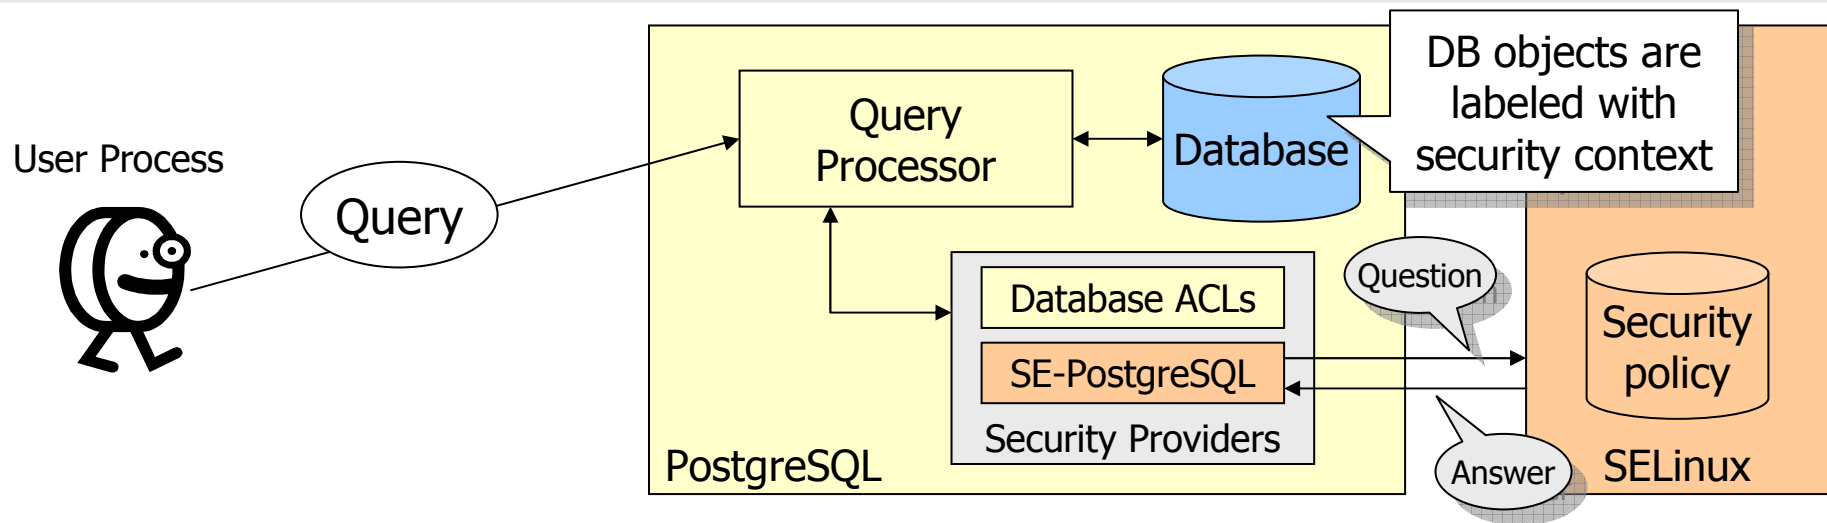 User Process
Query
Query
Processor
Database
DB objects are
labeled with
security context
Database ACLs
SE-PostgreSQL
Security Providers
PostgreSQL
Question
Answer
Security
policy
SELinux